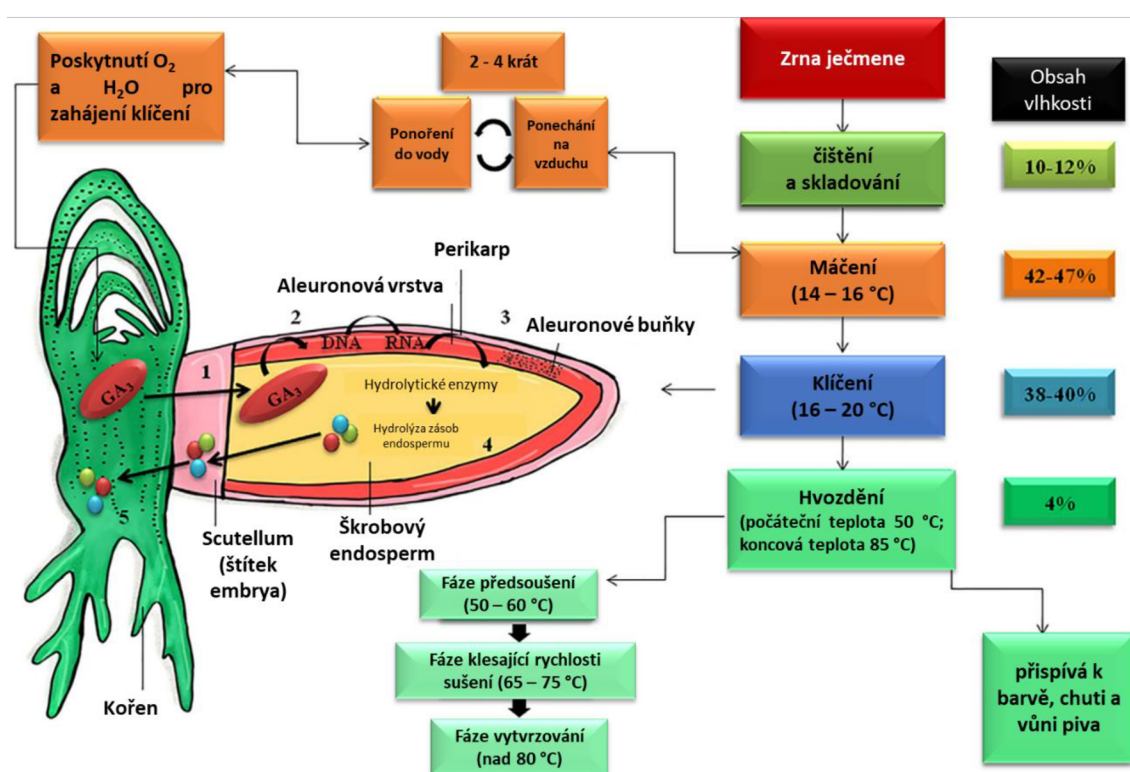 Poskytnutí O₂
a H₂O pro
zahájení klíčení
2 - 4 krát
Ponoření
do vody
Ponechání
na
vzduchu
Zrna ječmene
Obsah
vlhkosti
čištění
a skladování
10-12%
Máčení
(14 – 16 °C)
42-47%
Klíčení
(16 – 20 °C)
38-40%
Hvozdění
(počáteční teplota 50 °C;
koncová teplota 85 °C)
4%
Perikarp
Aleuronová vrstva
Aleuronové buňky
1
2
3
DNA
RNA
GA₃
GA₃
Hydrolytické enzymy
Hydrolýza zásob
endospermu
4
5
Scutellum
(štítek
embrya)
Škrobový
endosperm
Kořen
Fáze předsoušení
(50 – 60 °C)
Fáze klesající rychlosti
sušení (65 – 75 °C)
Fáze vytvrzování
(nad 80 °C)
přispívá k
barvě, chuti a
vůni piva